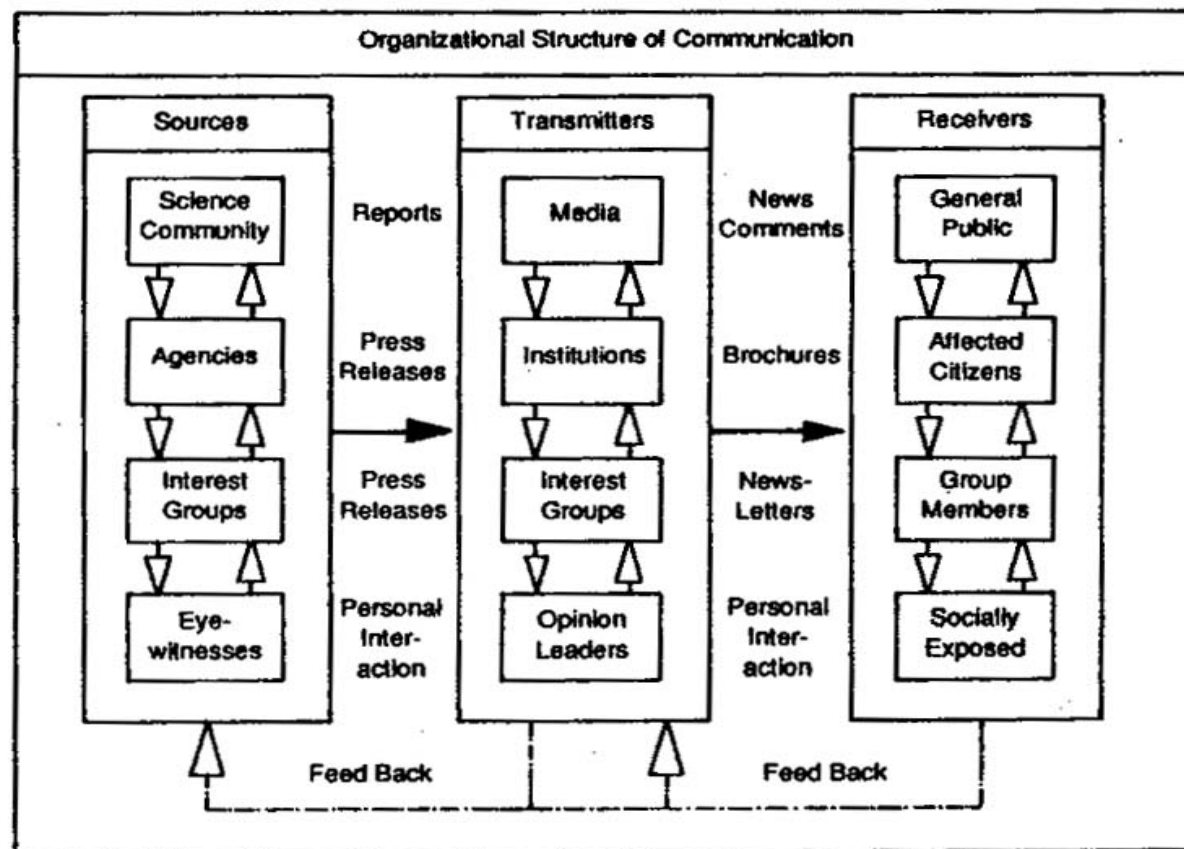 Organizational Structure of Communication
Sources
Transmitters
Receivers
Science
Community
Reports
Media
News
Comments
General
Public
Agencies
Press
Releases
Institutions
Brochures
Affected
Citizens
Interest
Groups
Press
Releases
Interest
Groups
News-
Letters
Group
Members
Eye-
witnesses
Personal
Inter-
action
Opinion
Leaders
Personal
Inter-
action
Socially
Exposed
Feed Back
Feed Back